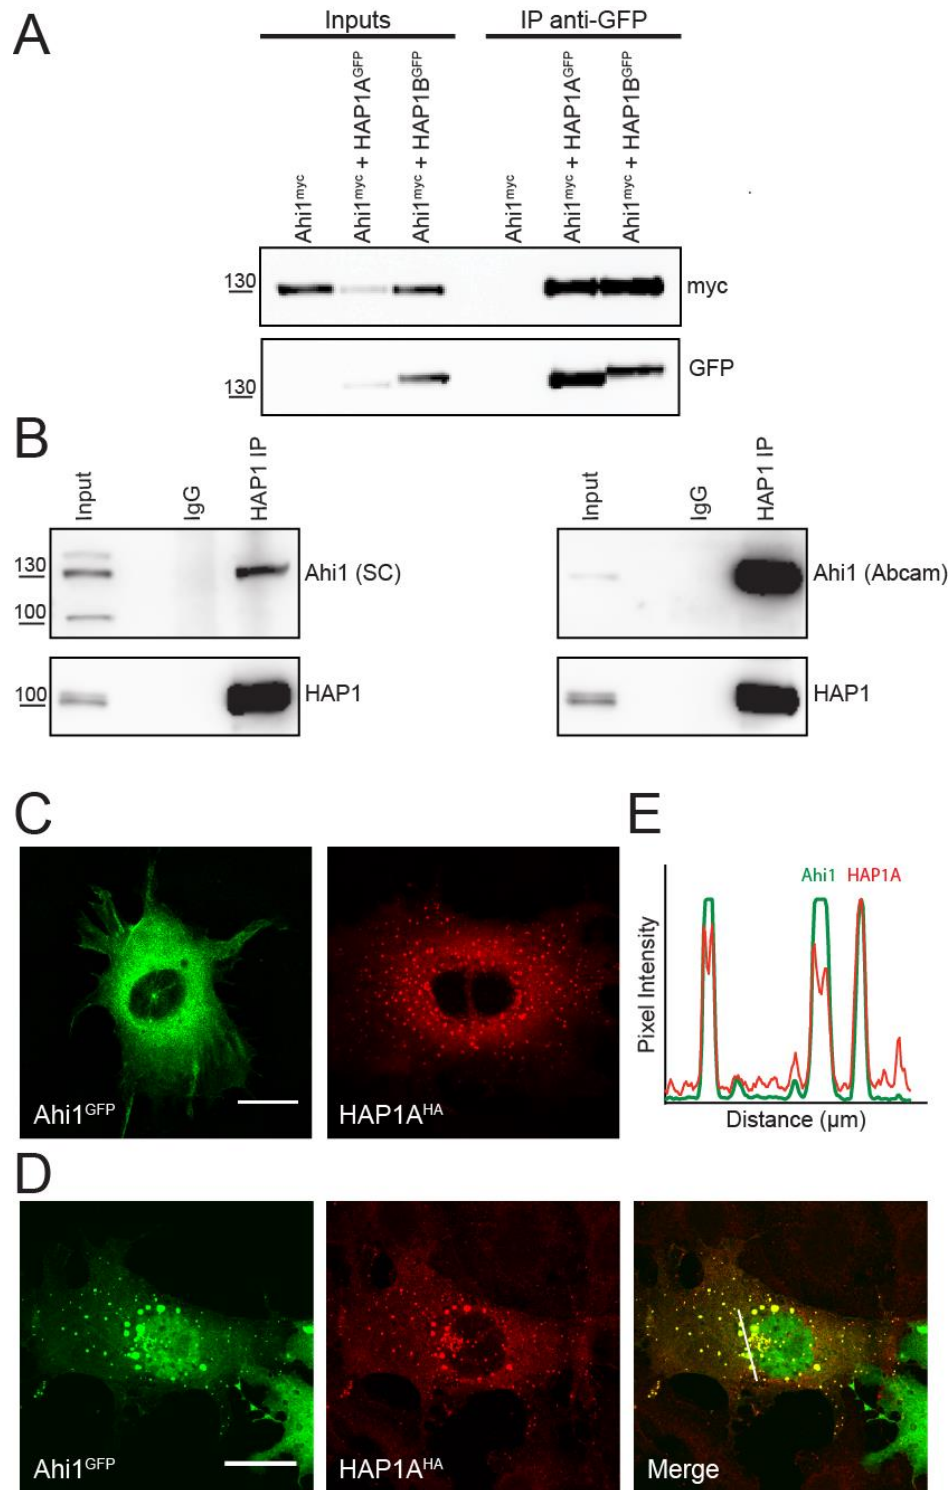 A
Inputs
IP anti-GFP
Ahi1myc
Ahi1myc + HAP1AGFP
Ahi1myc + HAP1BGFP
Ahi1myc
Ahi1myc + HAP1AGFP
Ahi1myc + HAP1BGFP
130
myc
130
GFP
B
Input
IgG
HAP1 IP
Input
IgG
HAP1 IP
130
100
Ahi1 (SC)
Ahi1 (Abcam)
100
HAP1
HAP1
C
Ahi1GFP
HAP1AHA
E
Ahi1 HAP1A
Pixel Intensity
Distance (µm)
D
Ahi1GFP
HAP1AHA
Merge